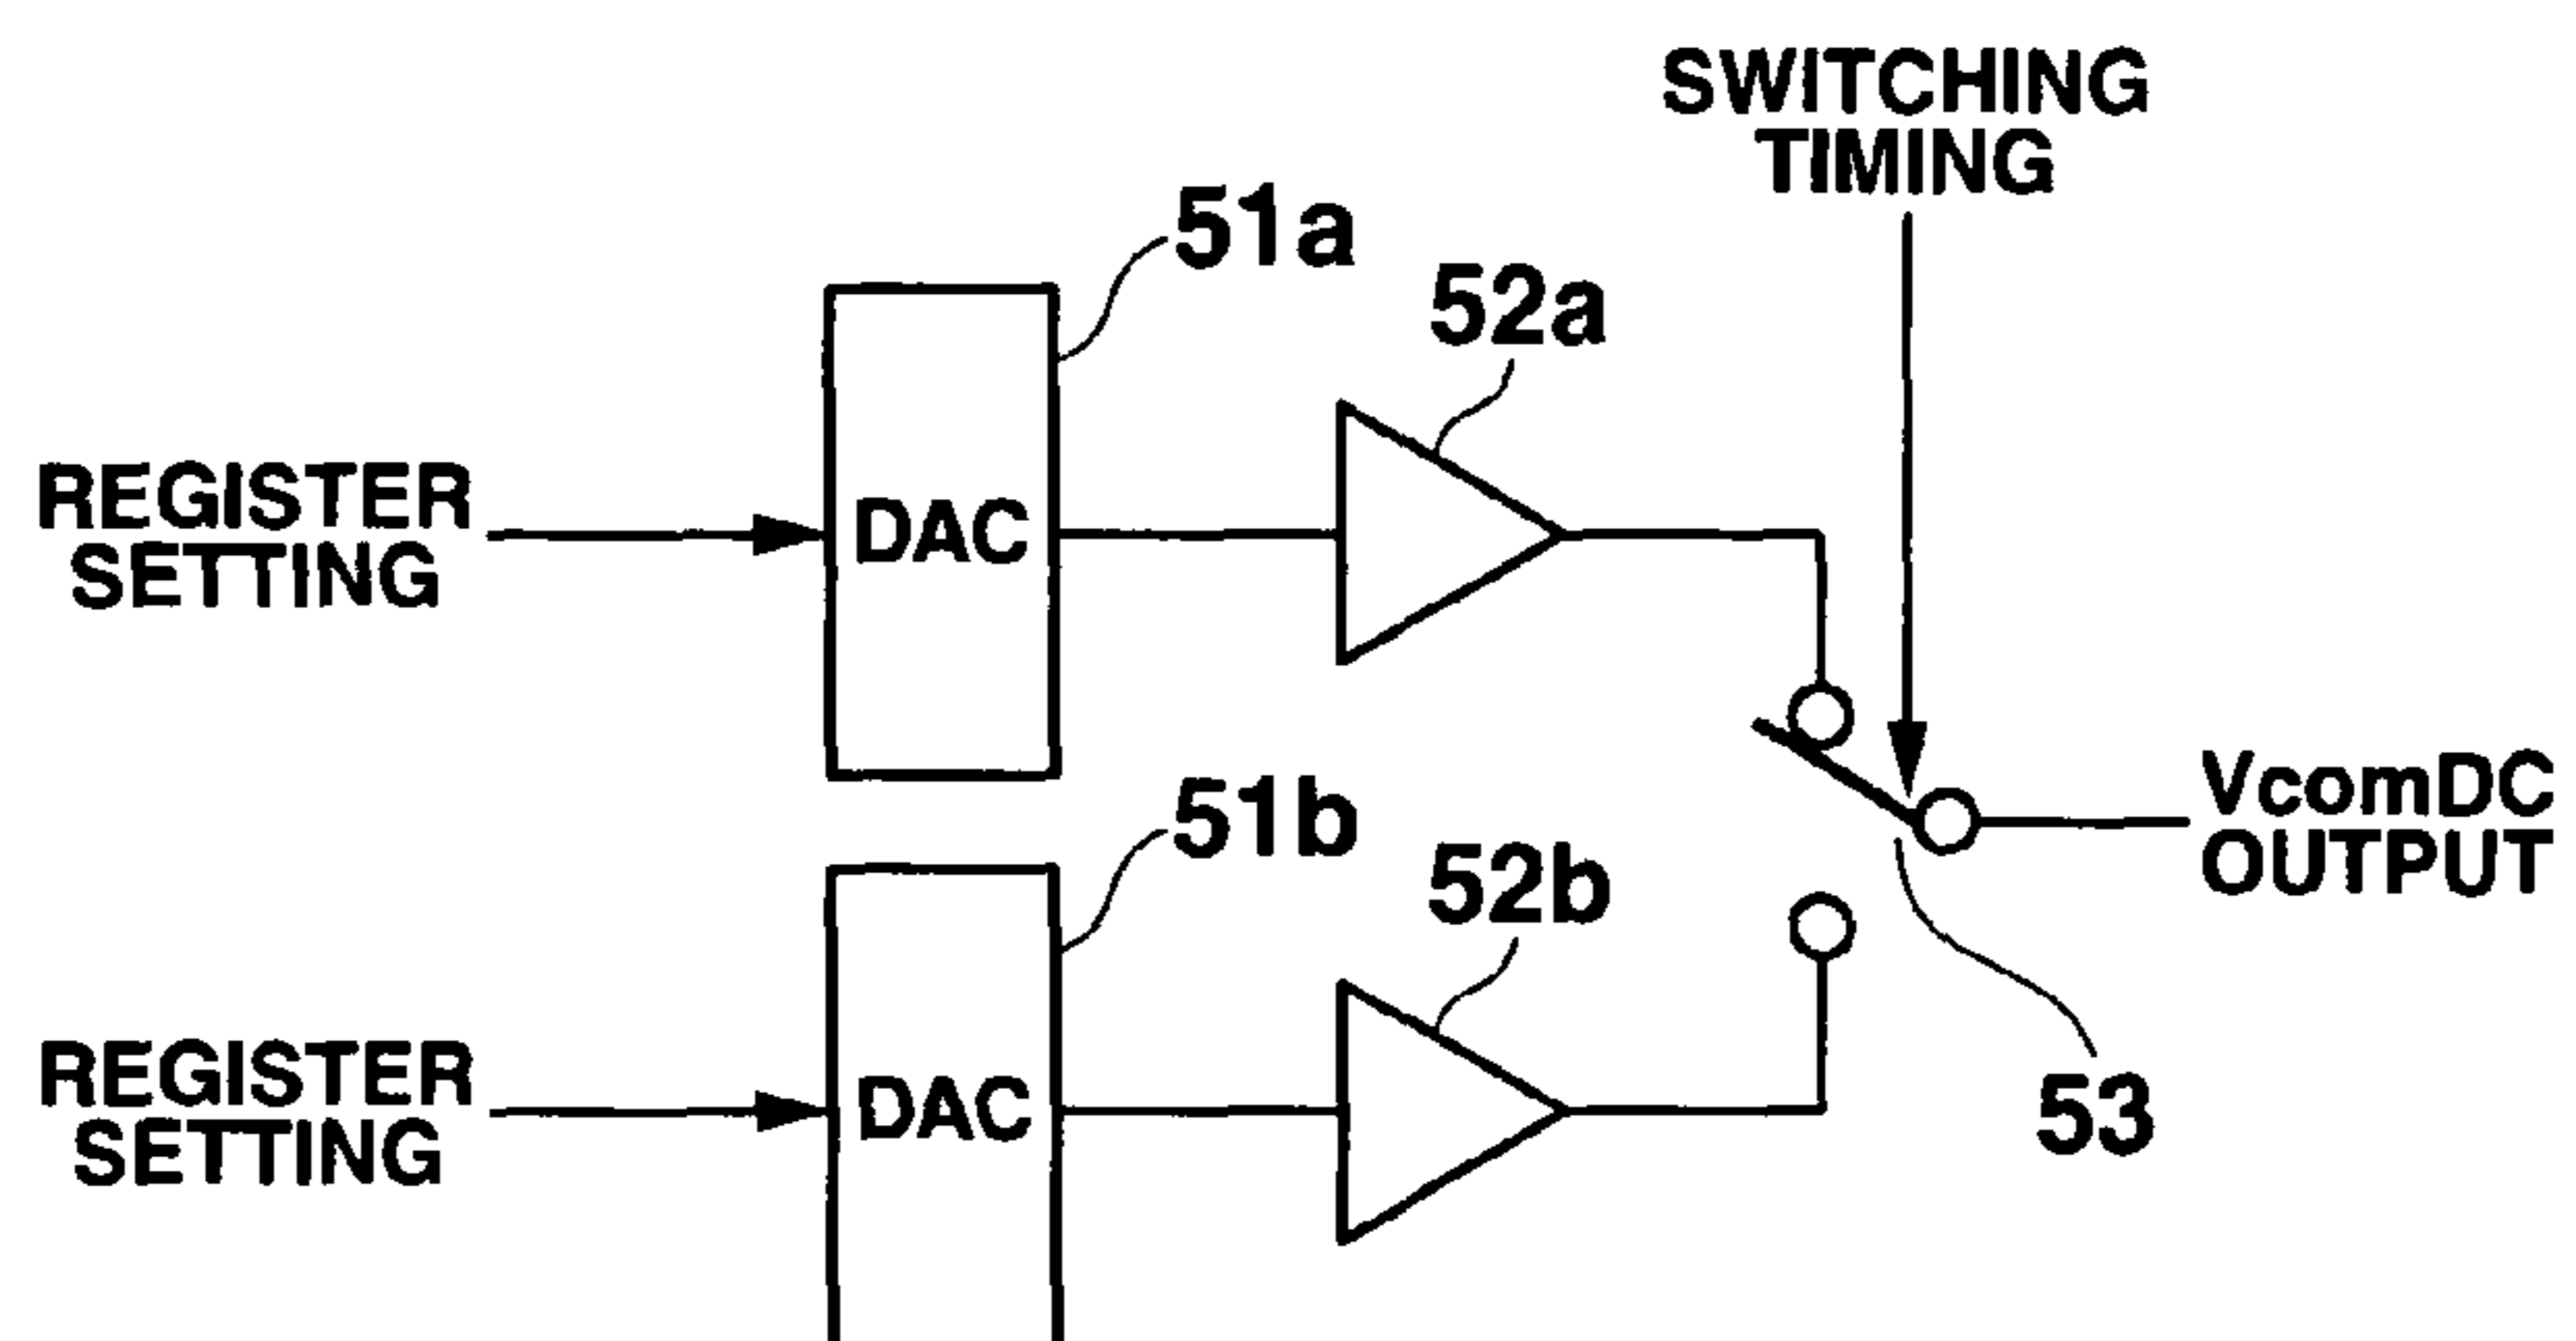 SWITCHING
TIMING
51a
52a
REGISTER
SETTING
DAC
VcomDC
OUTPUT
51b
52b
53
REGISTER
SETTING
DAC